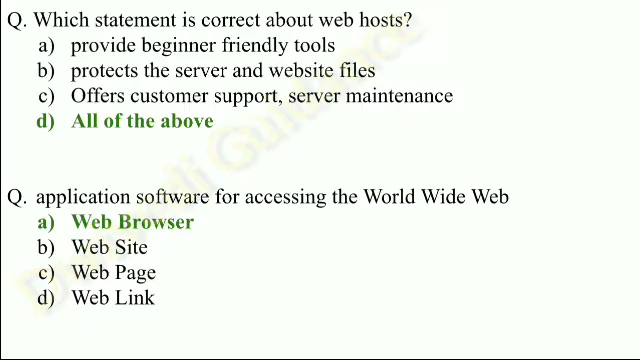 Q. Which statement is correct about web hosts?
a) provide beginner friendly tools
b) protects the server and website files
c) Offers customer support, server maintenance
d) All of the above
Q. application software for accessing the World Wide Web
a) Web Browser
b) Web Site
c) Web Page
d) Web Link